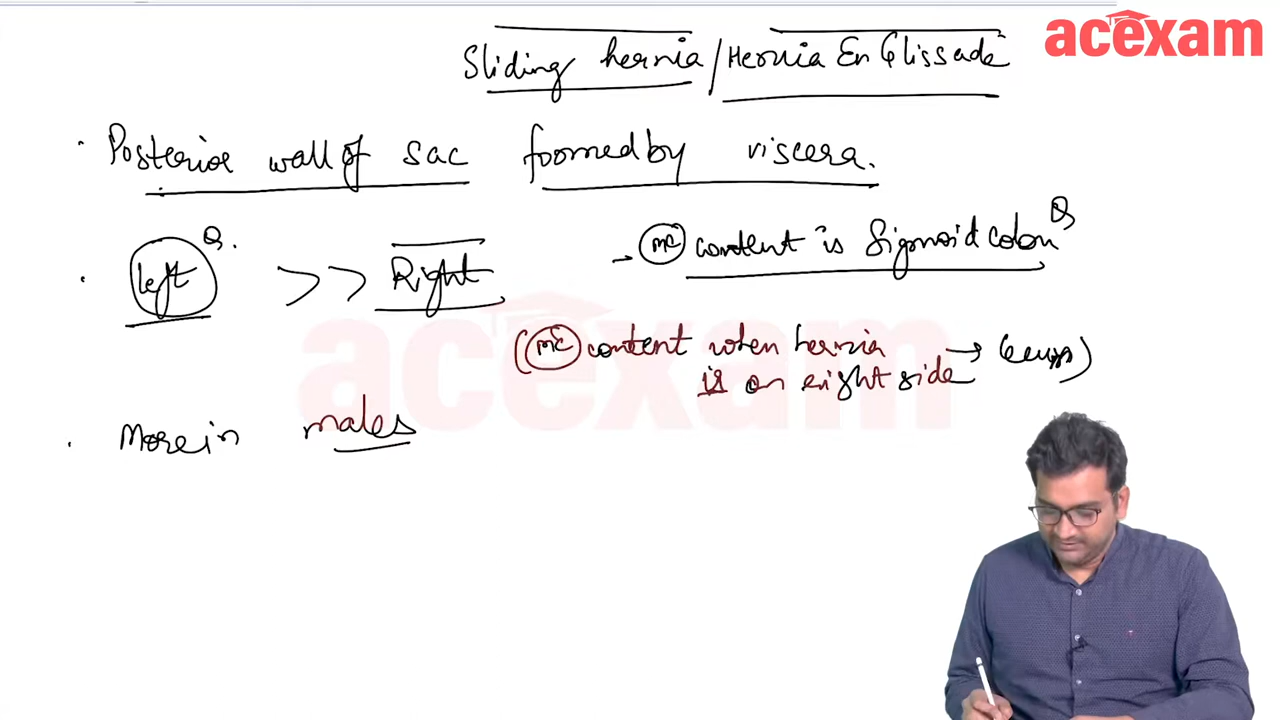 acexam
Sliding hernia / Hernia En Glissade
· Posterior wall of sac formed by viscera.
· left Q. >> Right
- MC content is Sigmoid colon Q
(MC content when hernia
is on right side → )
· More in males
acexam